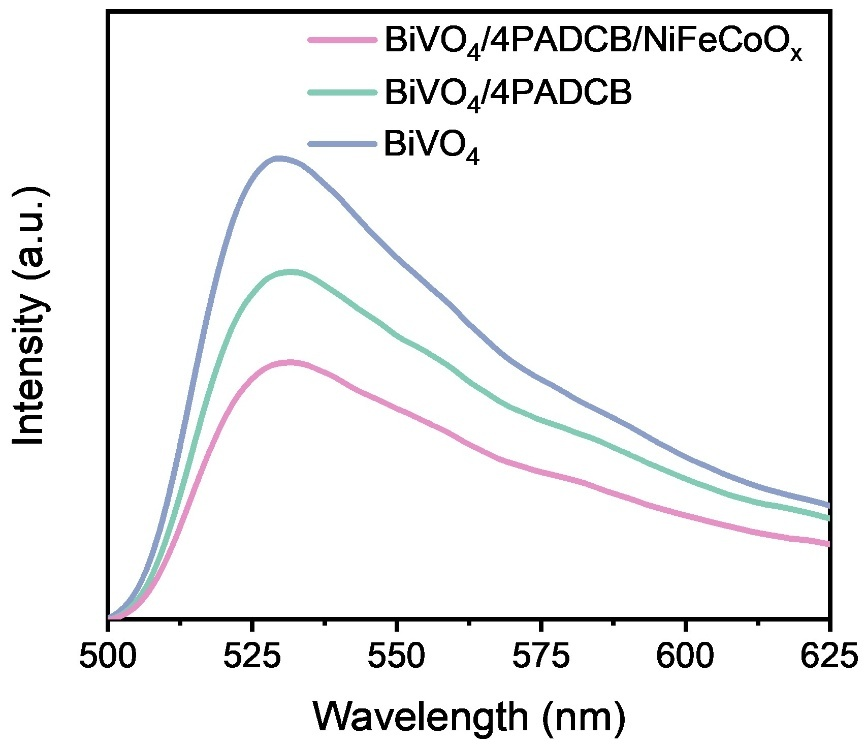 BiVO₄/4PADCB/NiFeCoOₓ
BiVO₄/4PADCB
BiVO₄
Intensity (a.u.)
500 525 550 575 600 625
Wavelength (nm)